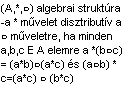 (A,*,¤) algebrai struktúra
-a * művelet disztributív a
¤ műveletre, ha minden
a,b,c E A elemre a *(b¤c)
= (a*b)¤(a*c) és (a¤b) *
c=(a*c) ¤ (b*c)